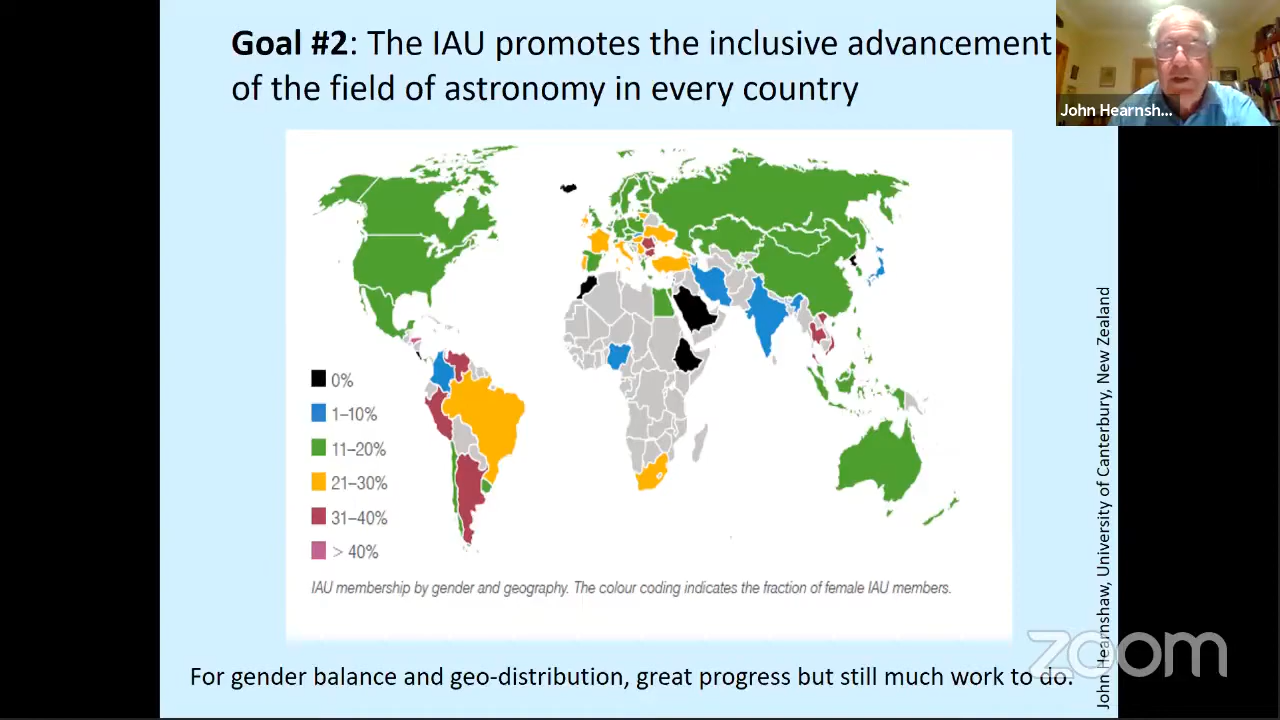 Goal #2: The IAU promotes the inclusive advancement
of the field of astronomy in every country
John Hearnsh...
0%
1–10%
11–20%
21–30%
31–40%
> 40%
IAU membership by gender and geography. The colour coding indicates the fraction of female IAU members.
For gender balance and geo-distribution, great progress but still much work to do.
John Hearnshaw, University of Canterbury, New Zealand
zoom